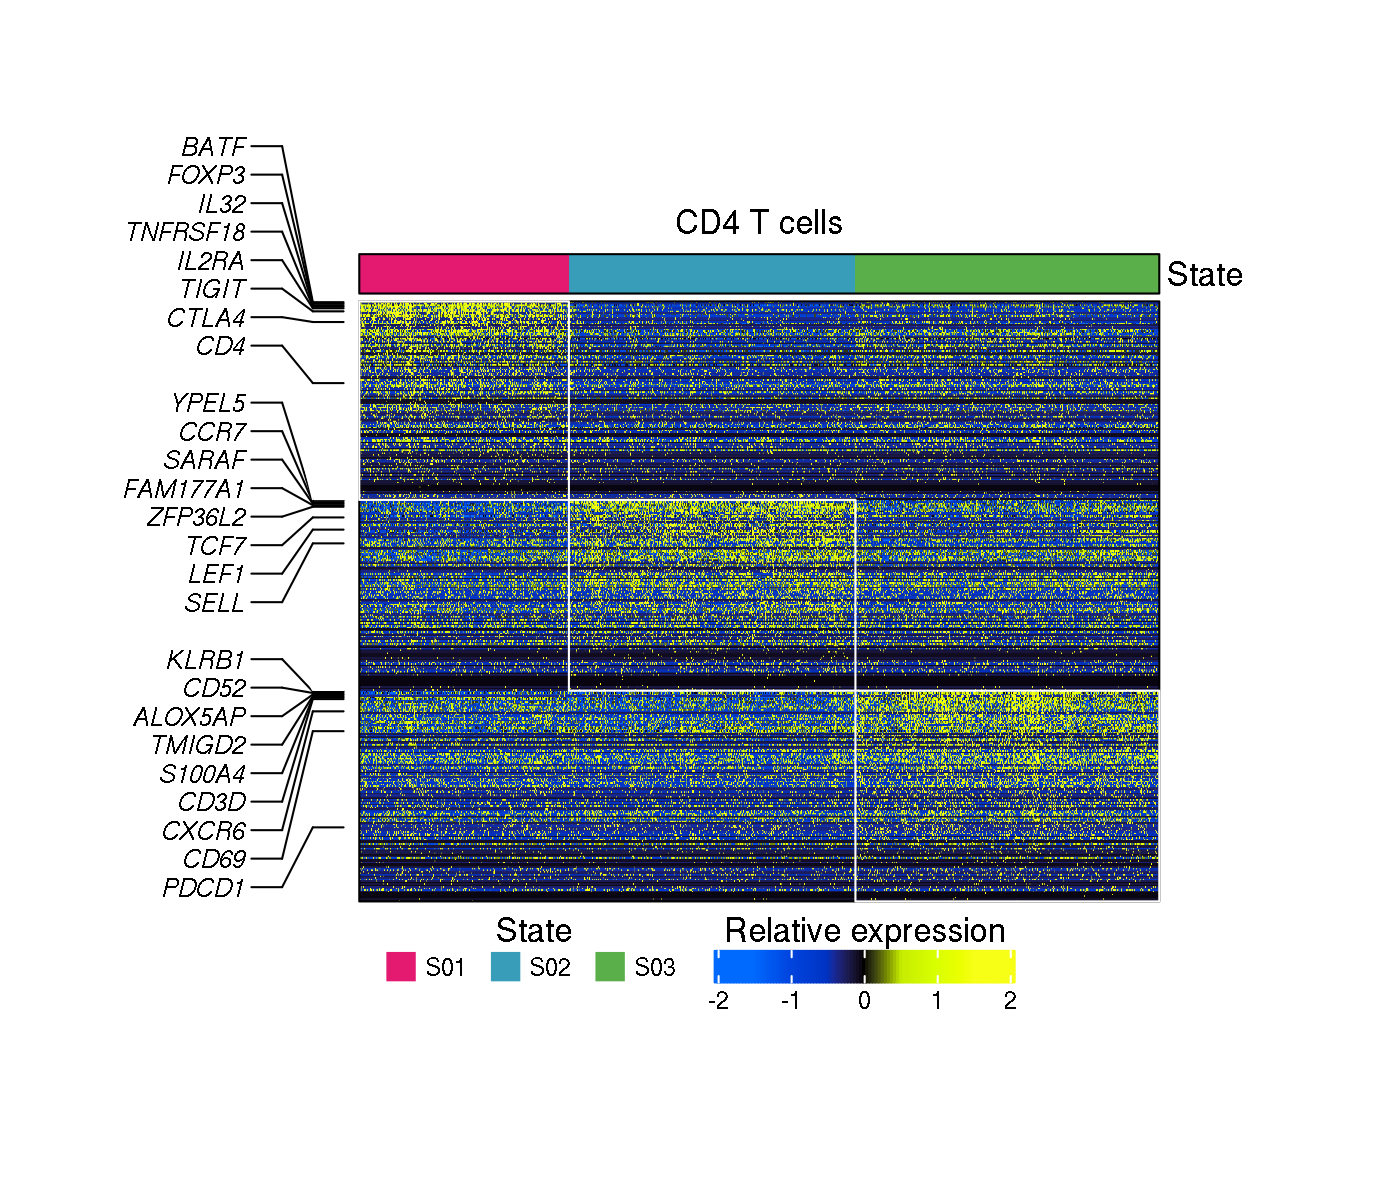 BATF
FOXP3
IL32
TNFRSF18
IL2RA
TIGIT
CTLA4
CD4
YPEL5
CCR7
SARAF
FAM177A1
ZFP36L2
TCF7
LEF1
SELL
KLRB1
CD52
ALOX5AP
TMIGD2
S100A4
CD3D
CXCR6
CD69
PDCD1
CD4 T cells
State
State
S01 S02 S03
Relative expression
-2 -1 0 1 2